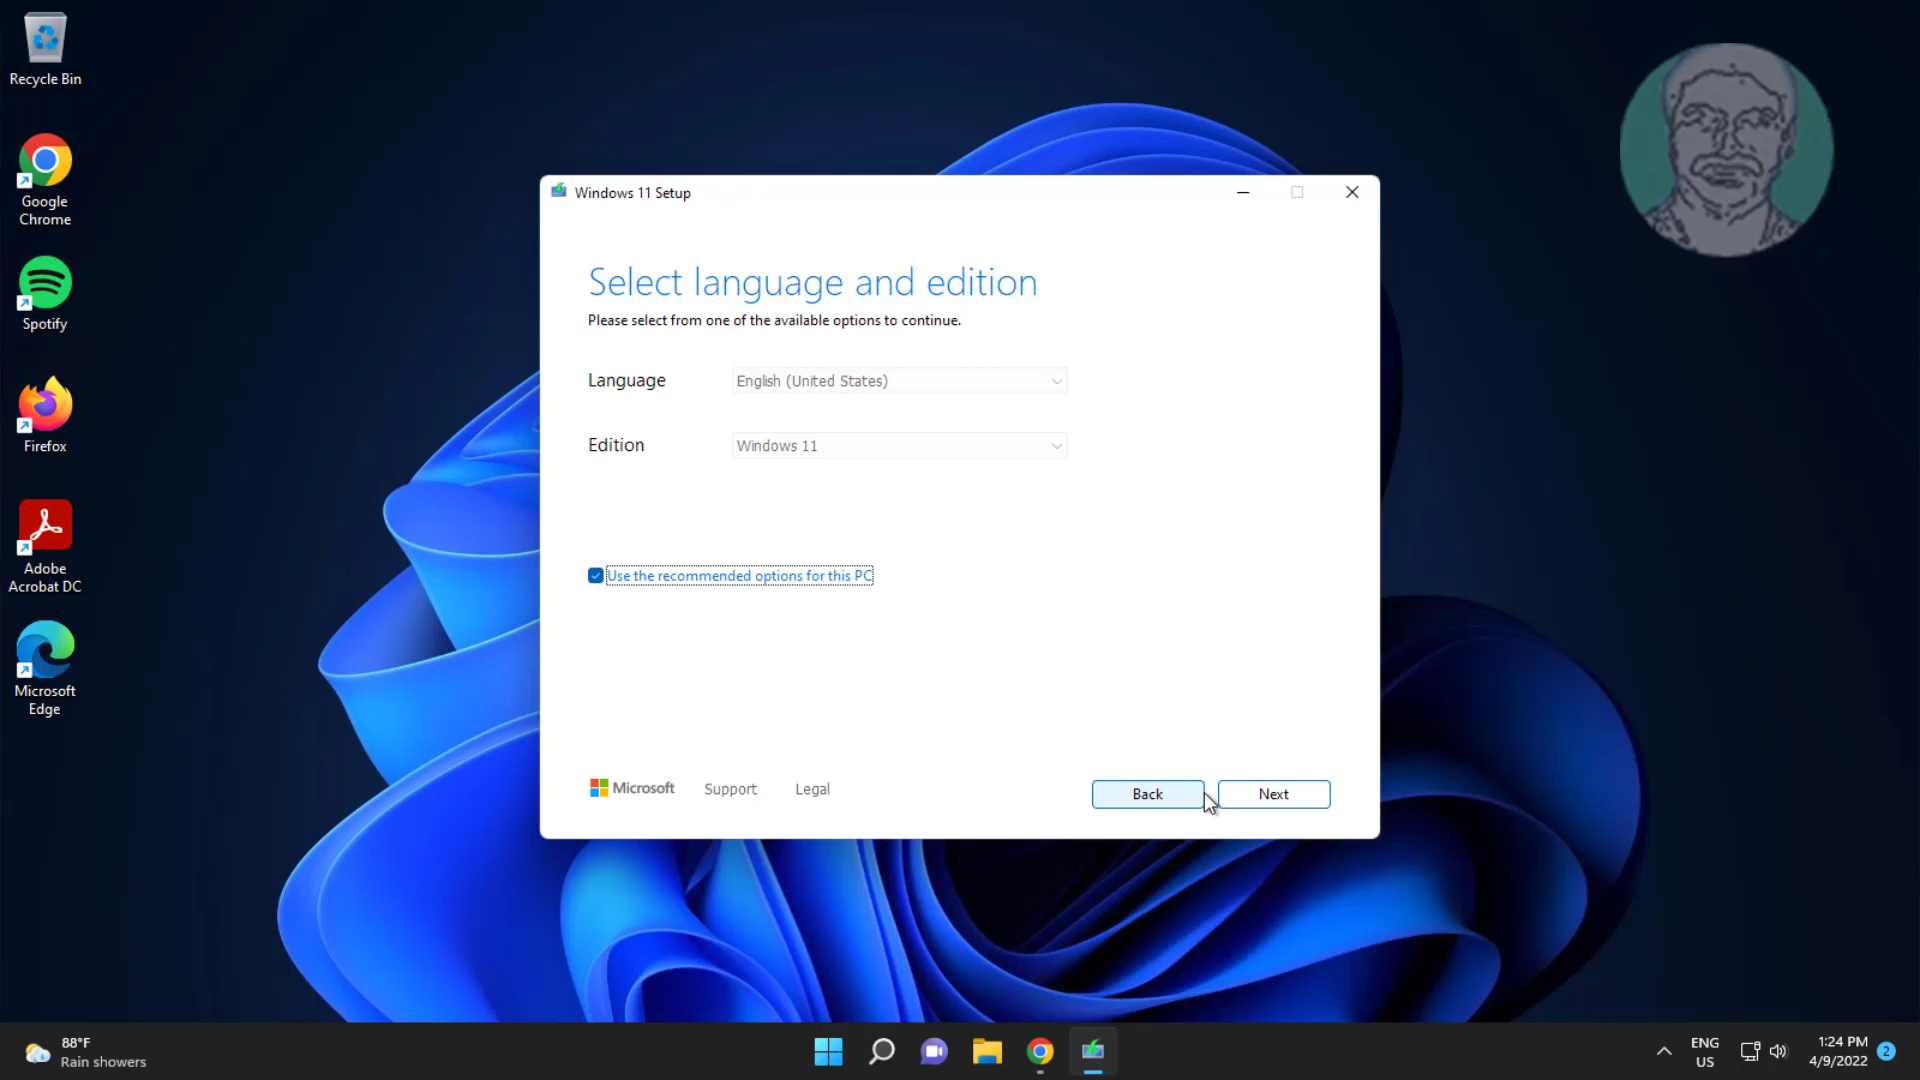 Recycle Bin
Google
Chrome
Spotify
Firefox
Adobe
Acrobat DC
Microsoft
Edge
Windows 11 Setup
Select language and edition
Please select from one of the available options to continue.
Language
English (United States)
Edition
Windows 11
Use the recommended options for this PC
Microsoft
Support
Legal
Back
Next
88°F
Rain showers
ENG
US
1:24 PM
4/9/2022
2